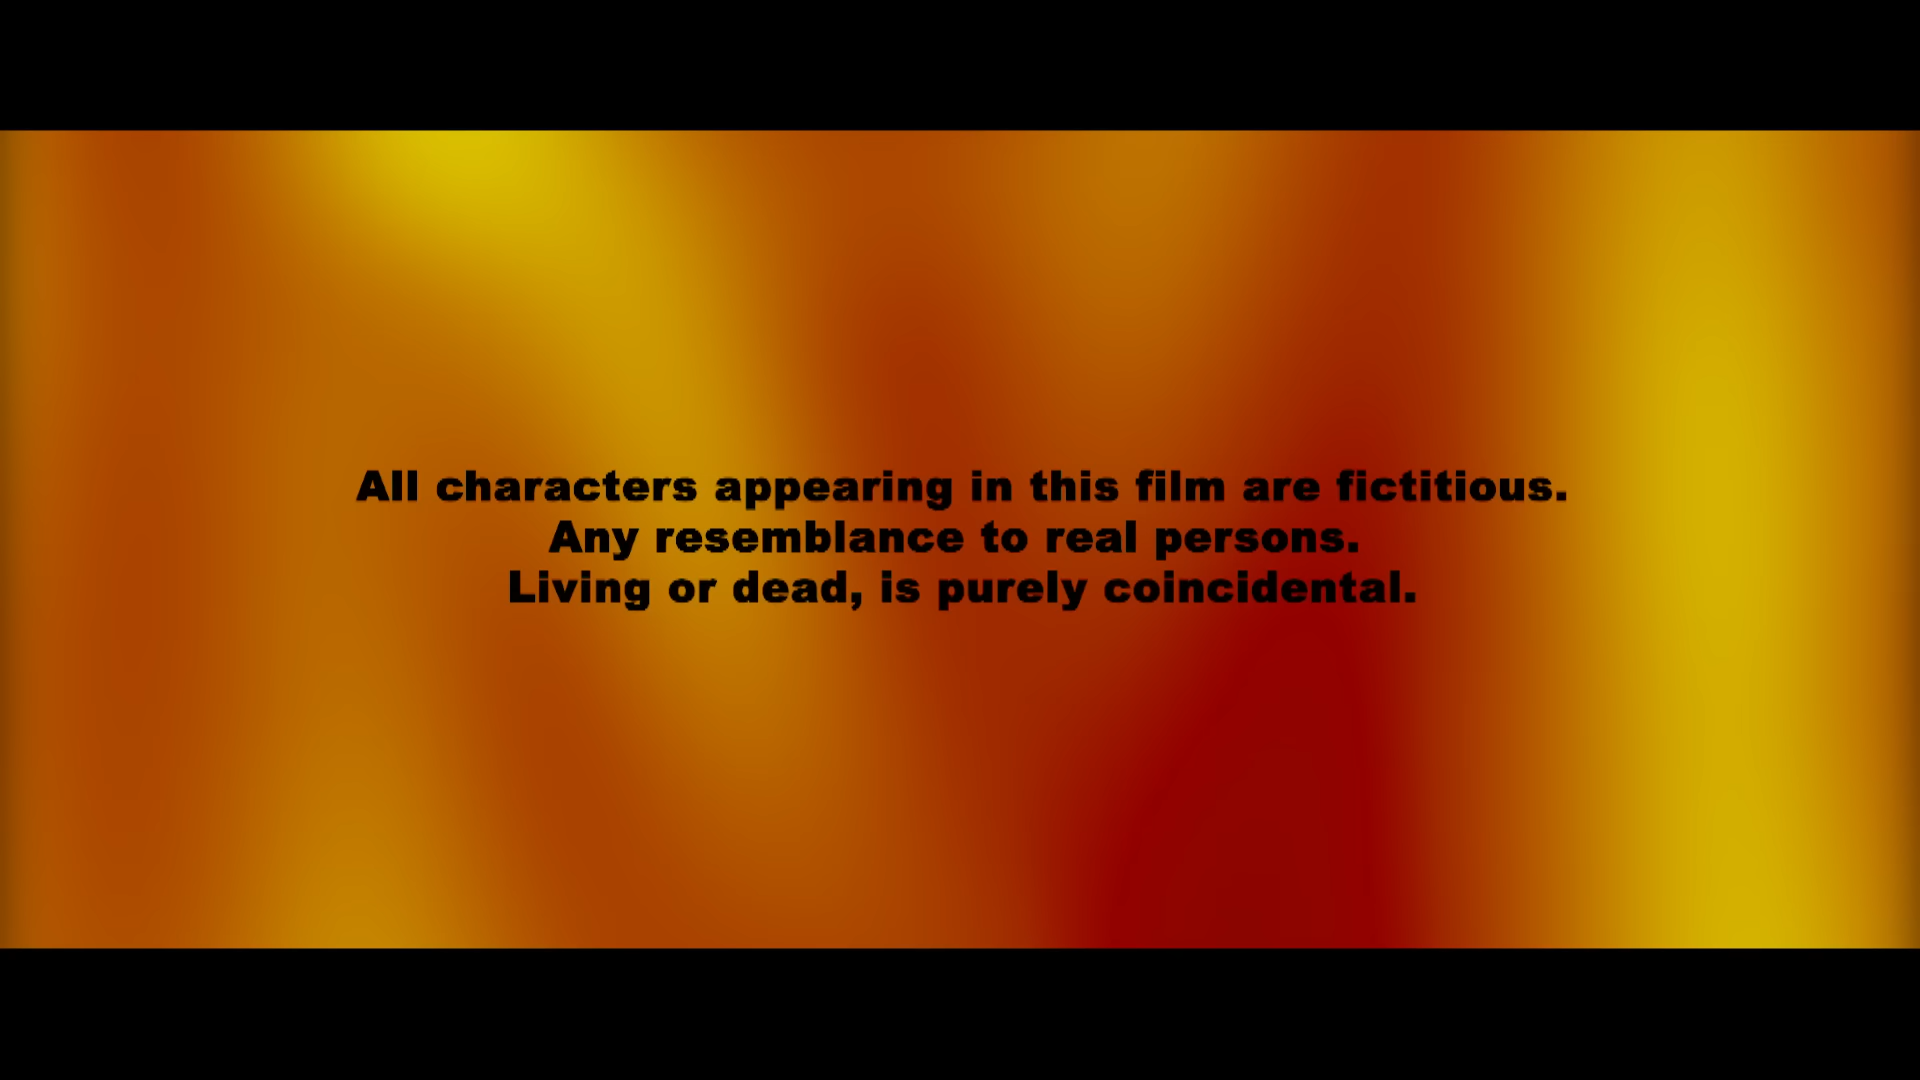 All characters appearing in this film are fictitious.
Any resemblance to real persons.
Living or dead, is purely coincidental.